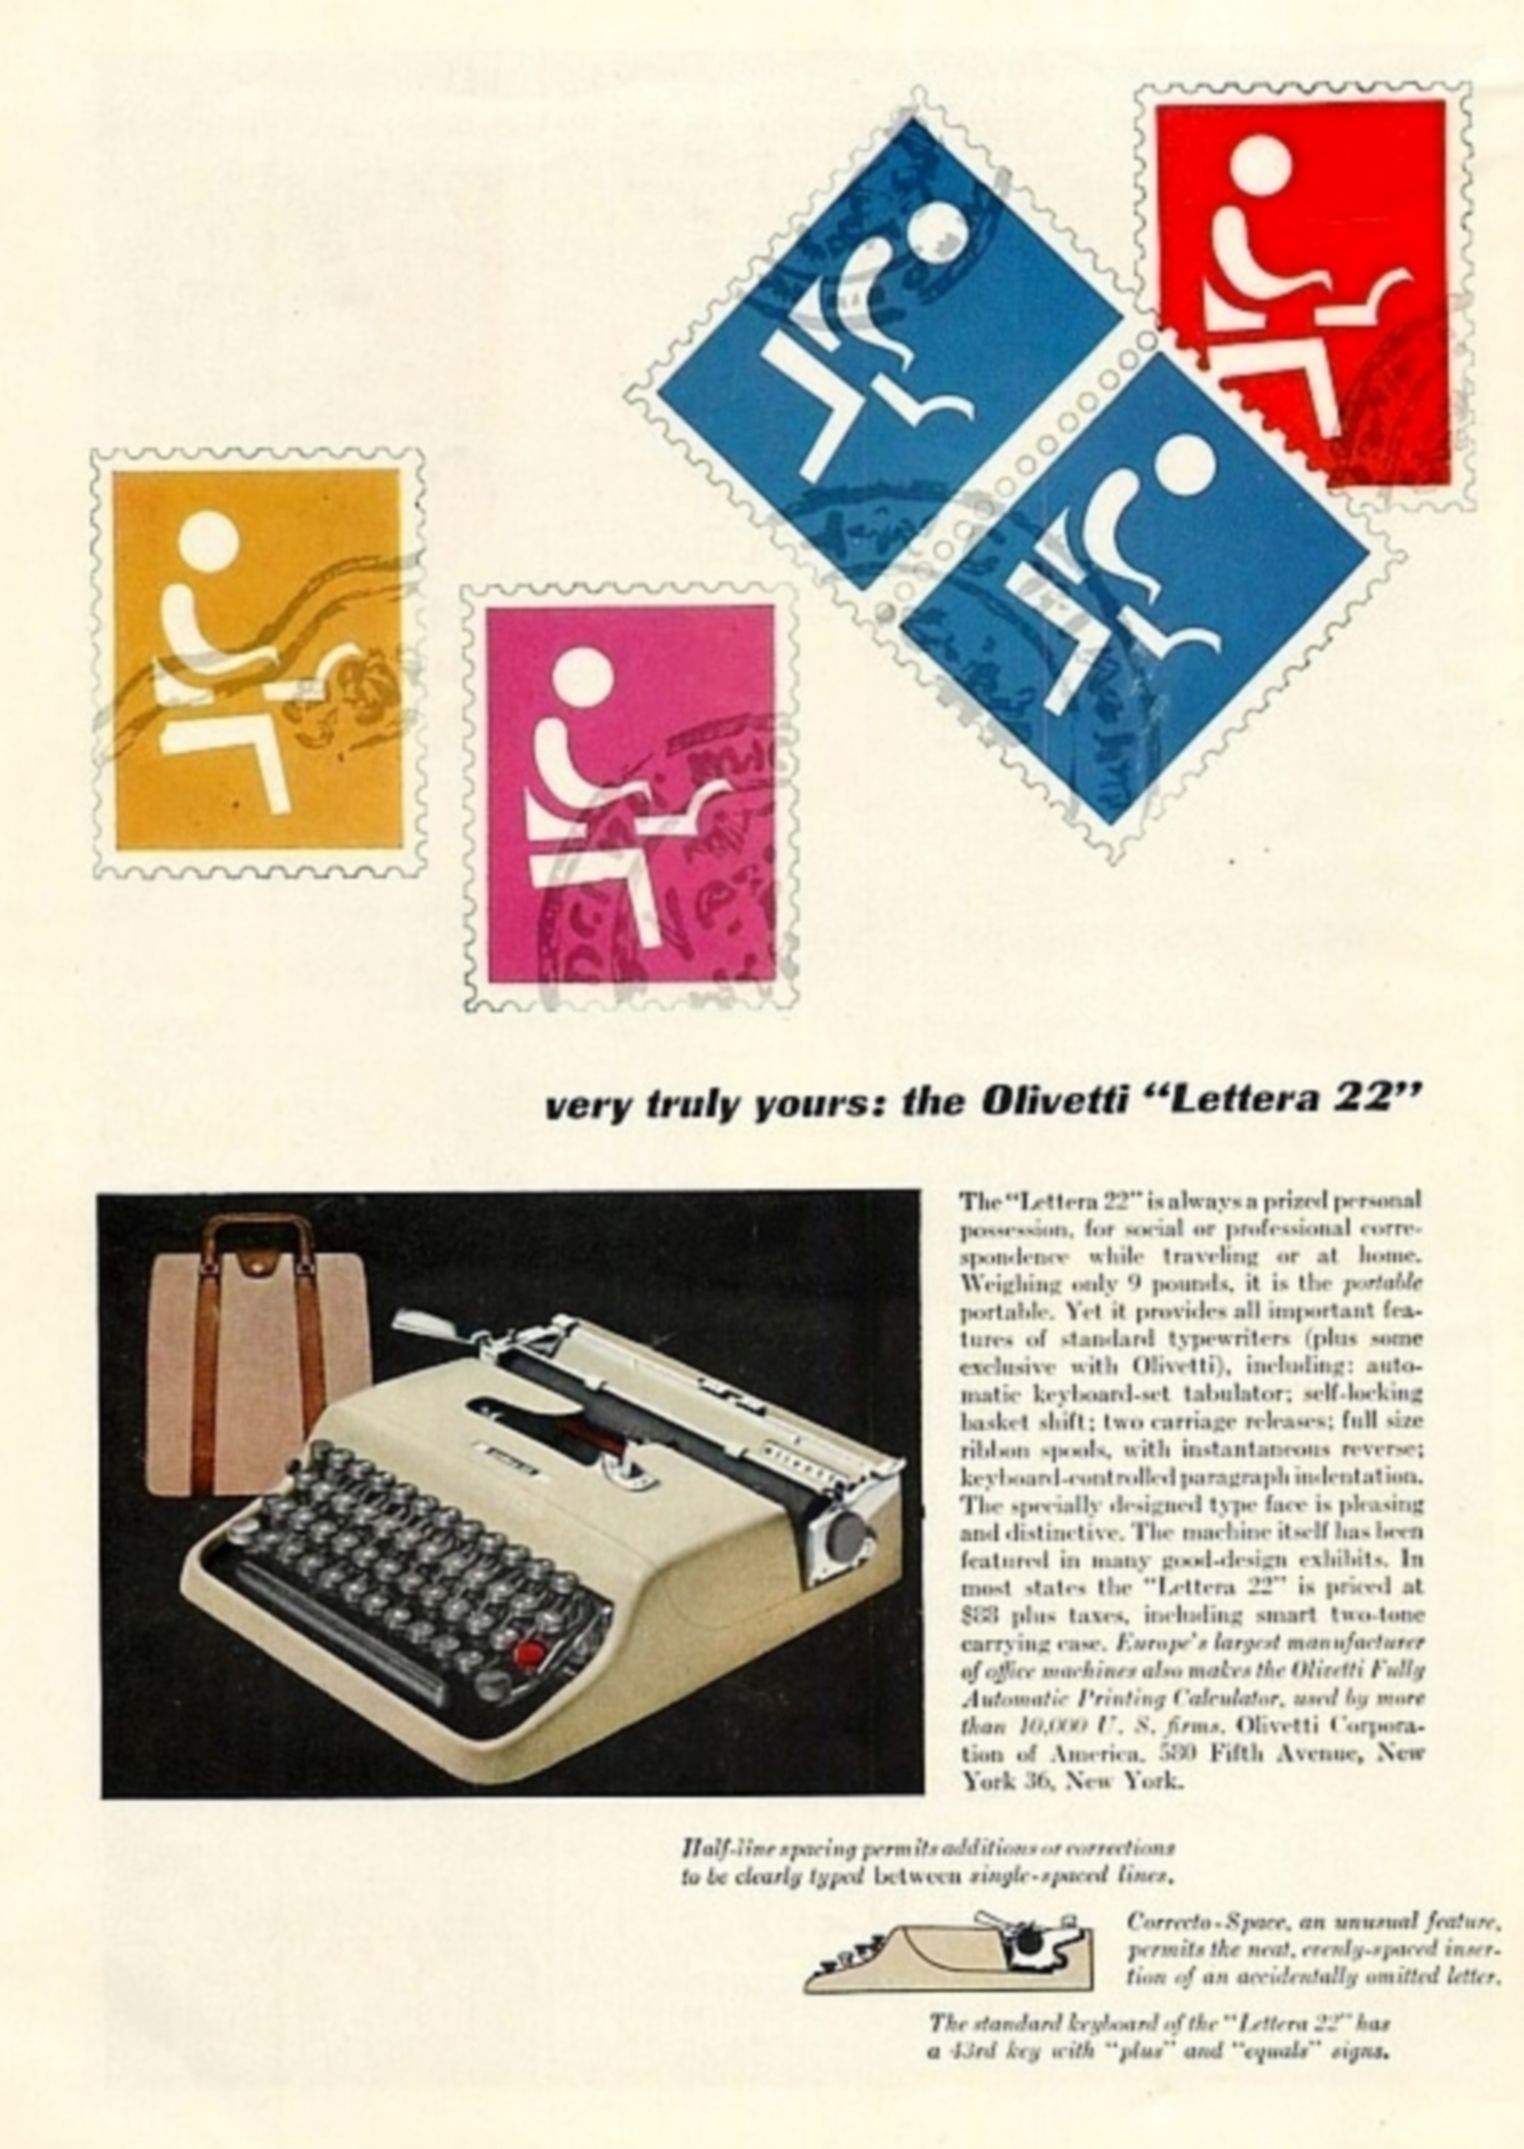 very truly yours: the Olivetti “Lettera 22”
The “Lettera 22” is always a prized personal
possession, for social or professional corre-
spondence while traveling or at home.
Weighing only 9 pounds, it is the portable
portable. Yet it provides all important fea-
tures of standard typewriters (plus some
exclusive with Olivetti), including: auto-
matic keyboard-set tabulator; self-locking
basket shift; two carriage releases; full size
ribbon spools, with instantaneous reverse;
keyboard-controlled paragraph indentation.
The specially designed type face is pleasing
and distinctive. The machine itself has been
featured in many good-design exhibits. In
most states the “Lettera 22” is priced at
$88 plus taxes, including smart two-tone
carrying case. Europe's largest manufacturer
of office machines also makes the Olivetti Fully
Automatic Printing Calculator, used by more
than 10,000 U. S. firms. Olivetti Corpora-
tion of America, 580 Fifth Avenue, New
York 36, New York.
Half-line spacing permits additions or corrections
to be clearly typed between single-spaced lines.
Correcto-Space, an unusual feature,
permits the neat, evenly-spaced inser-
tion of an accidentally omitted letter.
The standard keyboard of the “Lettera 22” has
a 43rd key with “plus” and “equals” signs.